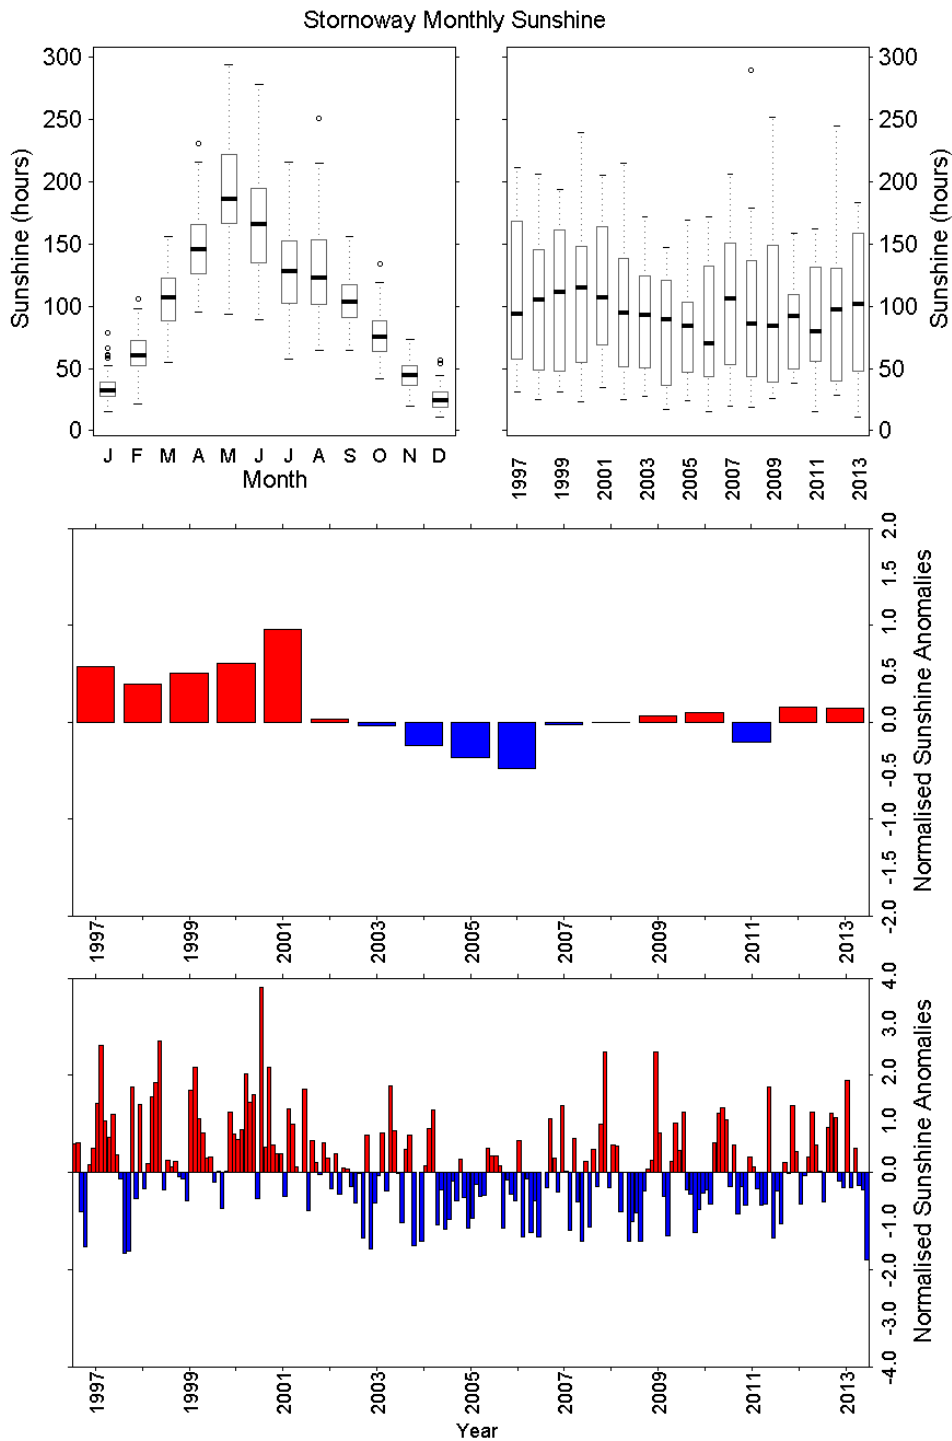 Stornoway Monthly Sunshine
300
250
200
150
100
50
0
Sunshine (hours)
J F M A M J J A S O N D
Month
300
250
200
150
100
50
0
Sunshine (hours)
1997 1999 2001 2003 2005 2007 2009 2011 2013
2.0
1.5
1.0
0.5
0.0
-0.5
-1.0
-1.5
-2.0
Normalised Sunshine Anomalies
1997 1999 2001 2003 2005 2007 2009 2011 2013
4.0
3.0
2.0
1.0
0.0
-1.0
-2.0
-3.0
-4.0
Normalised Sunshine Anomalies
1997 1999 2001 2003 2005 2007 2009 2011 2013
Year